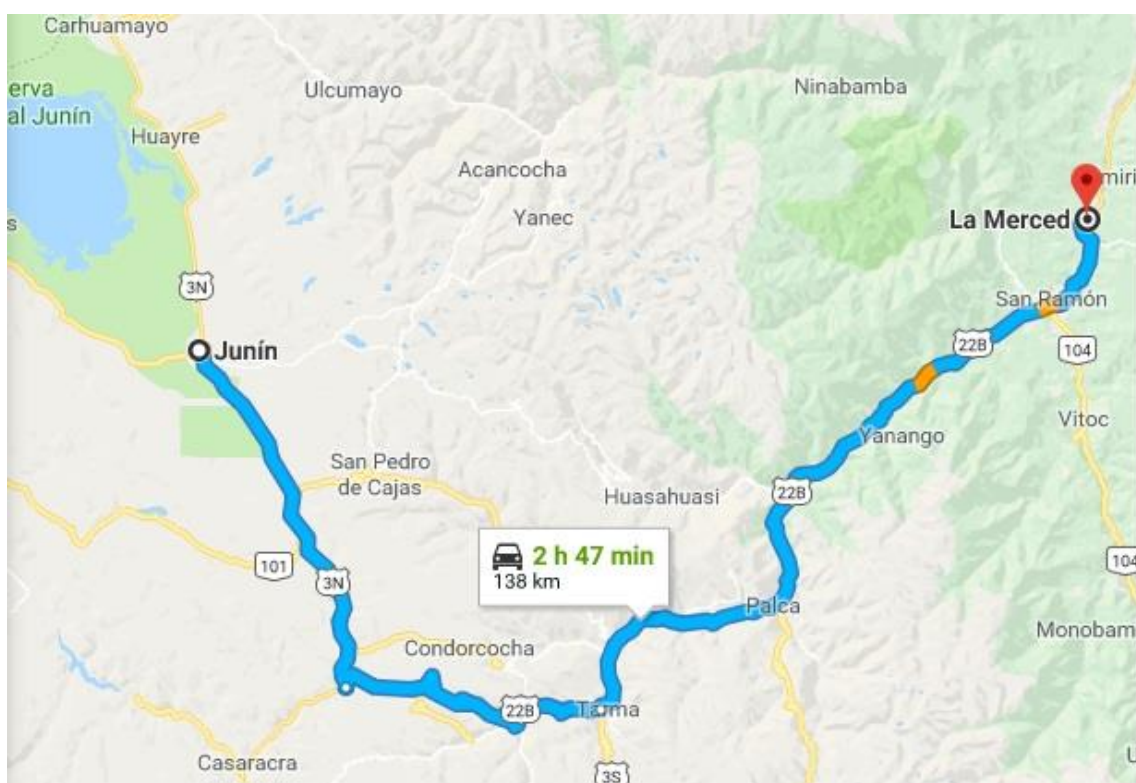 Carhuamayo
Ulcumayo
Ninabamba
erva
al Junín
Huayre
Acancocha
miri
Yanec
La Merced
s
3N
San Ramón
Junín
22B
104
Vitoc
Yanango
San Pedro
de Cajas
Huasahuasi
22B
2 h 47 min
138 km
101
3N
104
Palca
Condorcocha
Monobam
22B
Tarma
Casaracra
3S
U